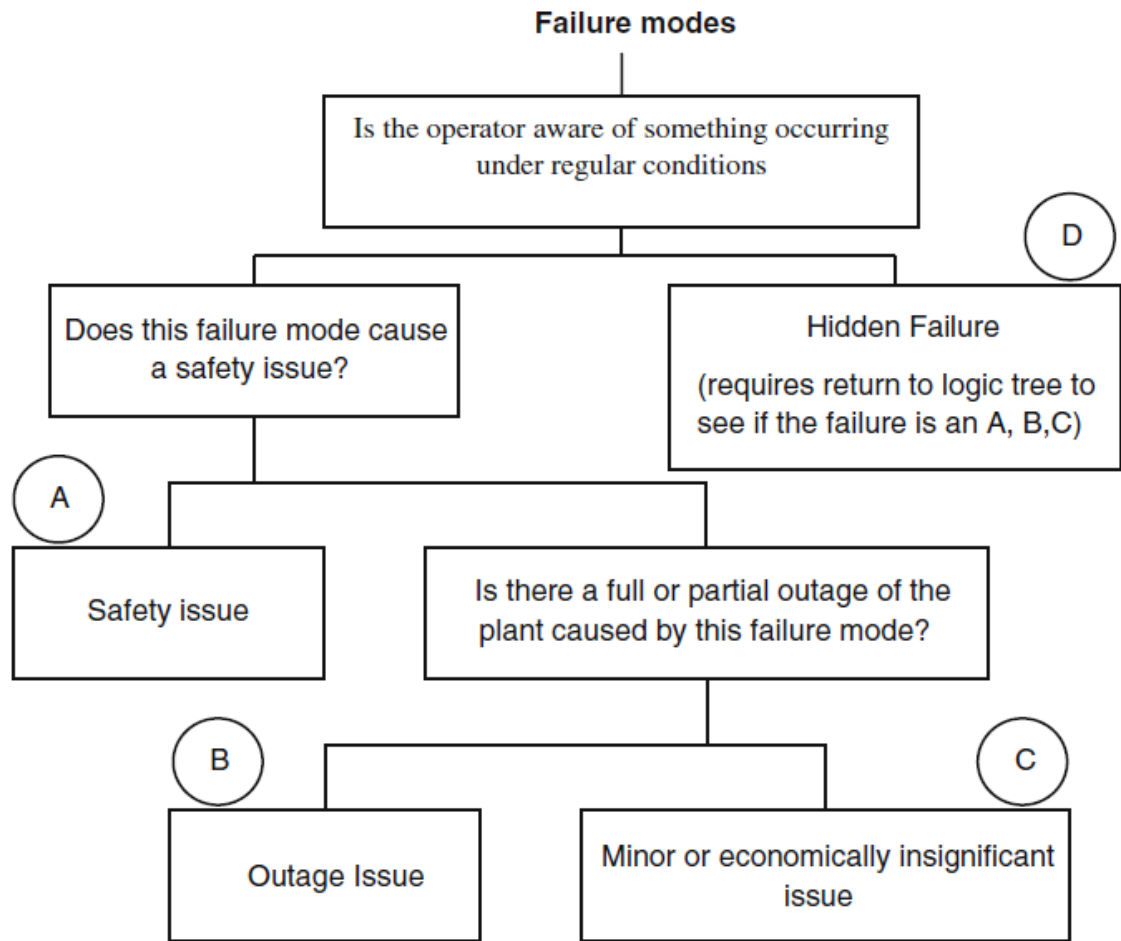 Failure modes
Is the operator aware of something occurring
under regular conditions
D
Does this failure mode cause
a safety issue?
Hidden Failure
(requires return to logic tree to
see if the failure is an A, B,C)
A
Safety issue
Is there a full or partial outage of the
plant caused by this failure mode?
B
Outage Issue
C
Minor or economically insignificant
issue